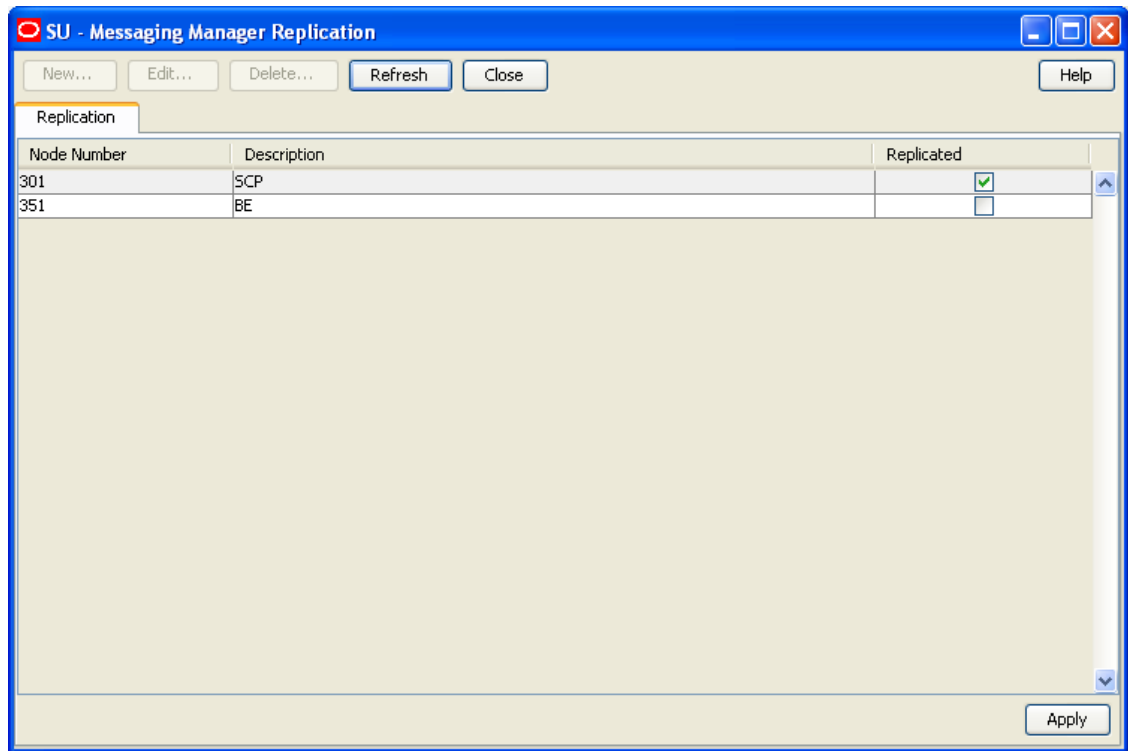 SU - Messaging Manager Replication
New... Edit... Delete... Refresh Close Help
Replication
Node Number Description Replicated
301 SCP
351 BE
Apply